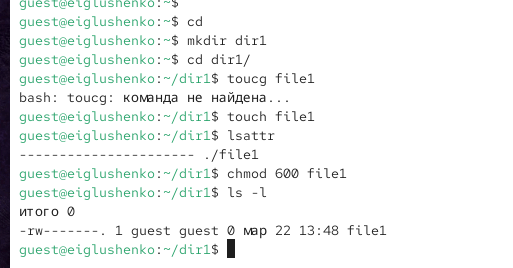 guest@eiglushenko:~$
guest@eiglushenko:~$ cd
guest@eiglushenko:~$ mkdir dir1
guest@eiglushenko:~$ cd dir1/
guest@eiglushenko:~/dir1$ toucg file1
bash: toucg: команда не найдена...
guest@eiglushenko:~/dir1$ touch file1
guest@eiglushenko:~/dir1$ lsattr
---------------------- ./file1
guest@eiglushenko:~/dir1$ chmod 600 file1
guest@eiglushenko:~/dir1$ ls -l
итого 0
-rw-------. 1 guest guest 0 мар 22 13:48 file1
guest@eiglushenko:~/dir1$